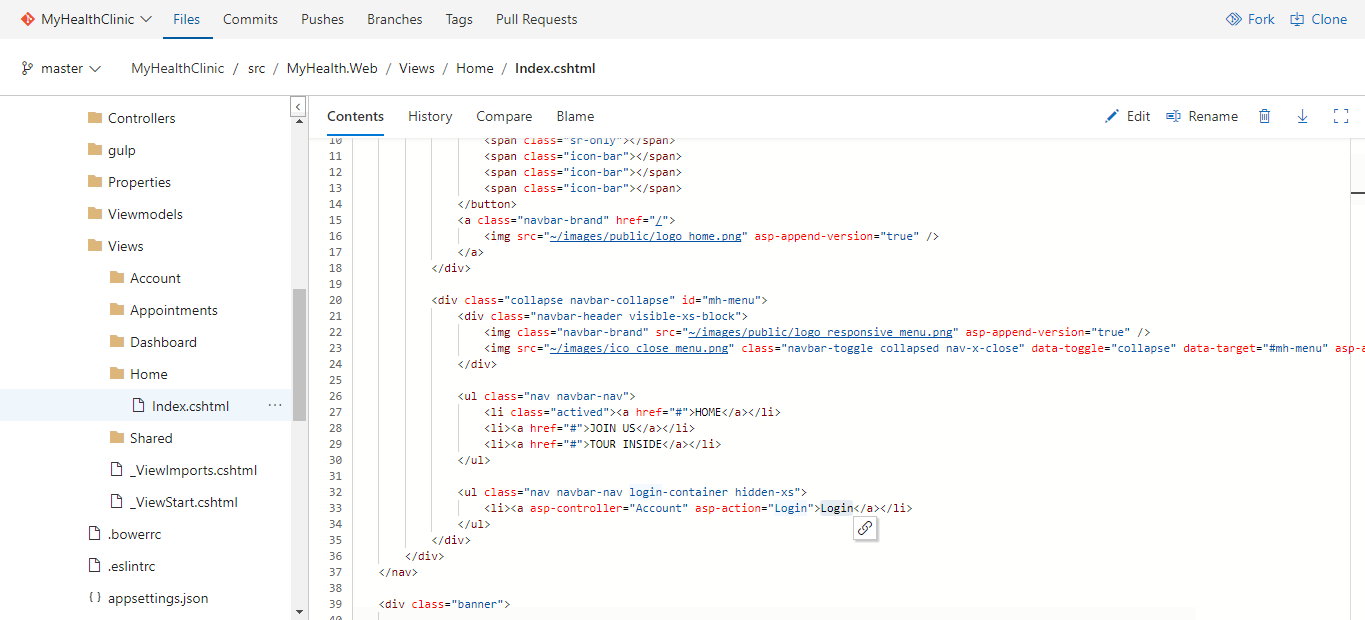 MyHealthClinic Files Commits Pushes Branches Tags Pull Requests Fork Clone
master MyHealthClinic / src / MyHealth.Web / Views / Home / Index.cshtml
Controllers
gulp
Properties
Viewmodels
Views
Account
Appointments
Dashboard
Home
Index.cshtml ...
Shared
_ViewImports.cshtml
_ViewStart.cshtml
.bowerrc
.eslintrc
{ } appsettings.json
Contents History Compare Blame Edit Rename
10 <span class="sr-only"></span>
11 <span class="icon-bar"></span>
12 <span class="icon-bar"></span>
13 <span class="icon-bar"></span>
14 </button>
15 <a class="navbar-brand" href="/">
16 <img src="~/images/public/logo_home.png" asp-append-version="true" />
17 </a>
18 </div>
19
20 <div class="collapse navbar-collapse" id="mh-menu">
21 <div class="navbar-header visible-xs-block">
22 <img class="navbar-brand" src="~/images/public/logo_responsive_menu.png" asp-append-version="true" />
23 <img src="~/images/ico_close_menu.png" class="navbar-toggle collapsed nav-x-close" data-toggle="collapse" data-target="#mh-menu" asp-a
24 </div>
25
26 <ul class="nav navbar-nav">
27 <li class="actived"><a href="#">HOME</a></li>
28 <li><a href="#">JOIN US</a></li>
29 <li><a href="#">TOUR INSIDE</a></li>
30 </ul>
31
32 <ul class="nav navbar-nav login-container hidden-xs">
33 <li><a asp-controller="Account" asp-action="Login">Login</a></li>
34 </ul>
35 </div>
36 </div>
37 </nav>
38
39 <div class="banner">
40